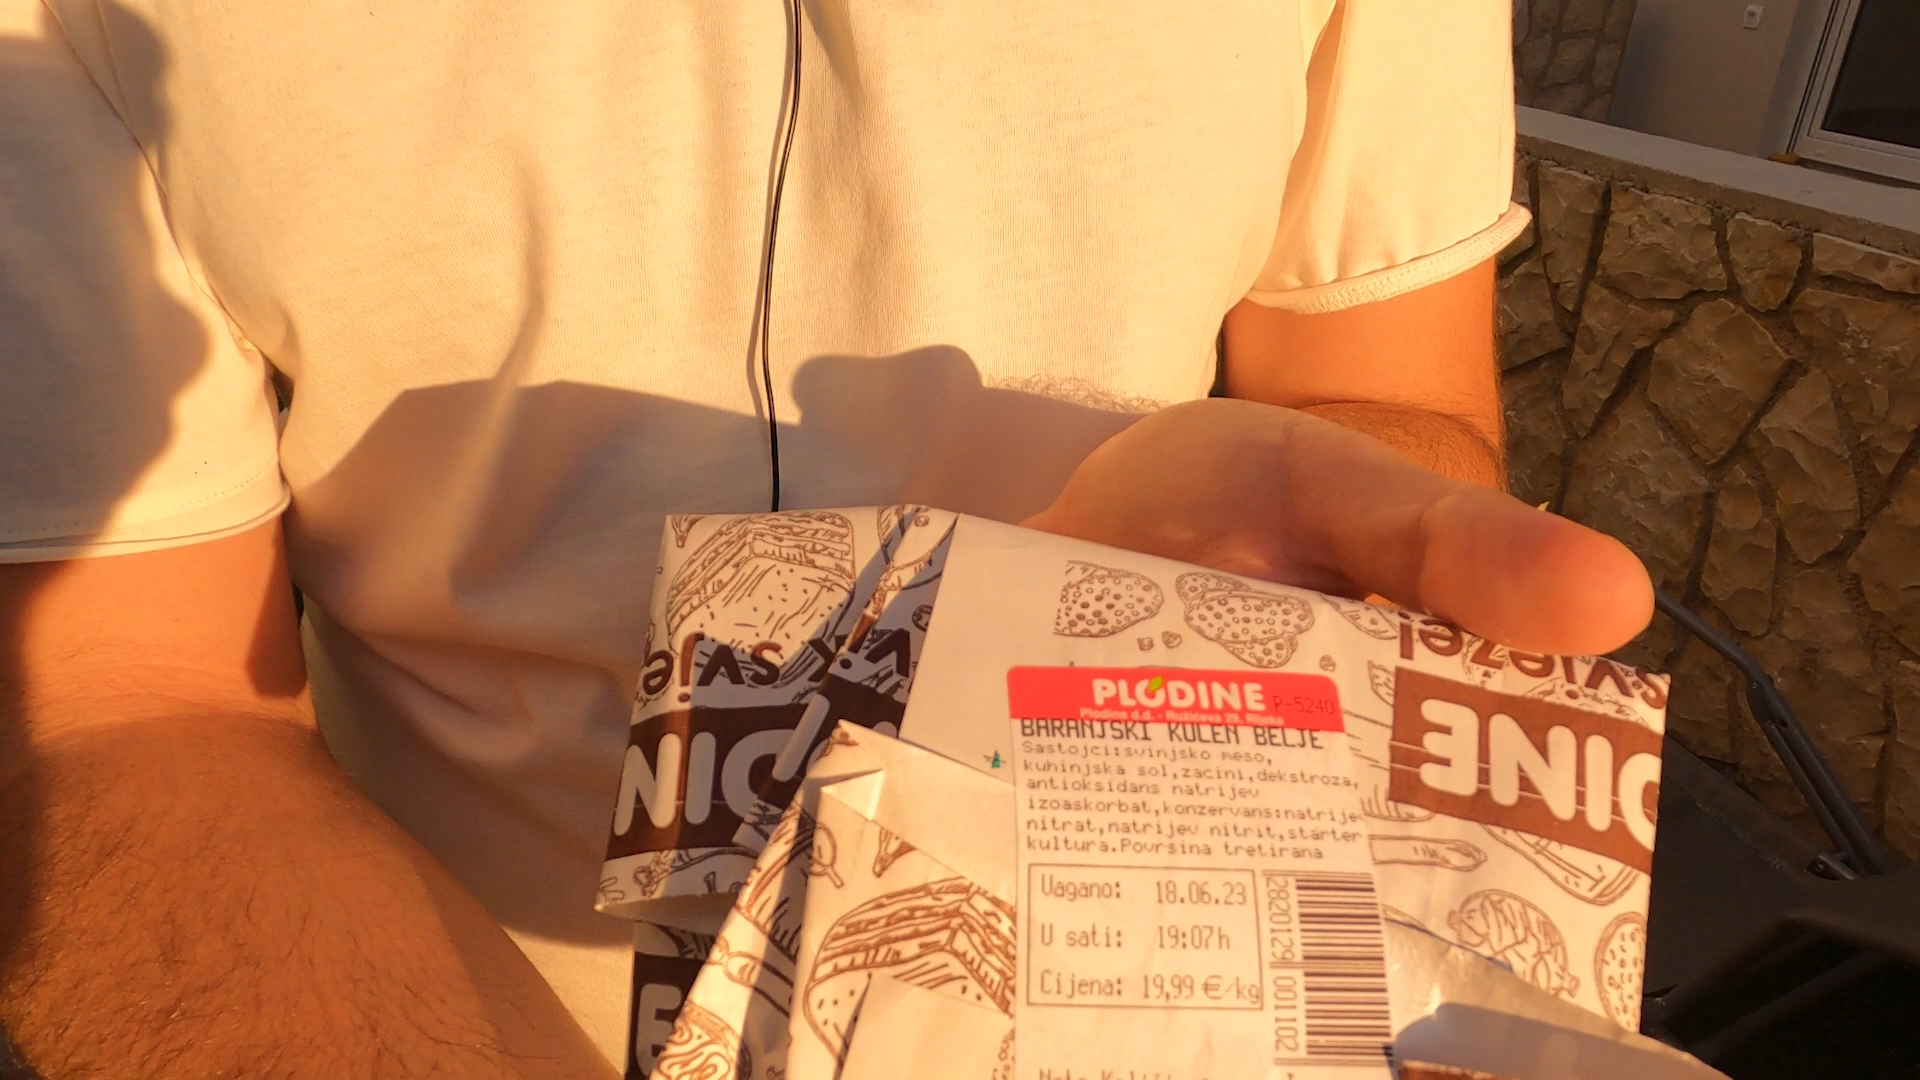 svježe!
DINE
PLODINE P-5240
Plodine d.d. - Ružićeva 29, Rijeka
BARANJSKI KULEN BELJE
Sastojci:svinjsko meso,
kuhinjska sol,zacini,dekstroza,
antioksidans natrijev
izoaskorbat,konzervans:natrije
nitrat,natrijev nitrit,starter
kultura.Povrsina tretirana
Vagano: 18.06.23
U sati: 19:07h
Cijena: 19,99 €/kg
2820129 001102